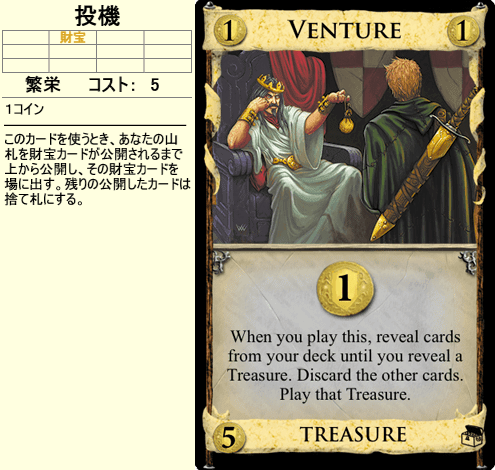 投機
財宝
繁栄 コスト: 5
1コイン
このカードを使うとき、あなたの山
札を財宝カードが公開されるまで
上から公開し、その財宝カードを
場に出す。残りの公開したカードは
捨て札にする。
1 VENTURE 1
1
When you play this, reveal cards
from your deck until you reveal a
Treasure. Discard the other cards.
Play that Treasure.
5 TREASURE